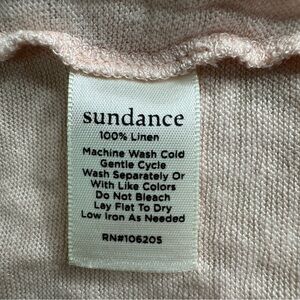 sundance
100% Linen
Machine Wash Cold
Gentle Cycle
Wash Separately Or
With Like Colors
Do Not Bleach
Lay Flat To Dry
Low Iron As Needed
RN#106205